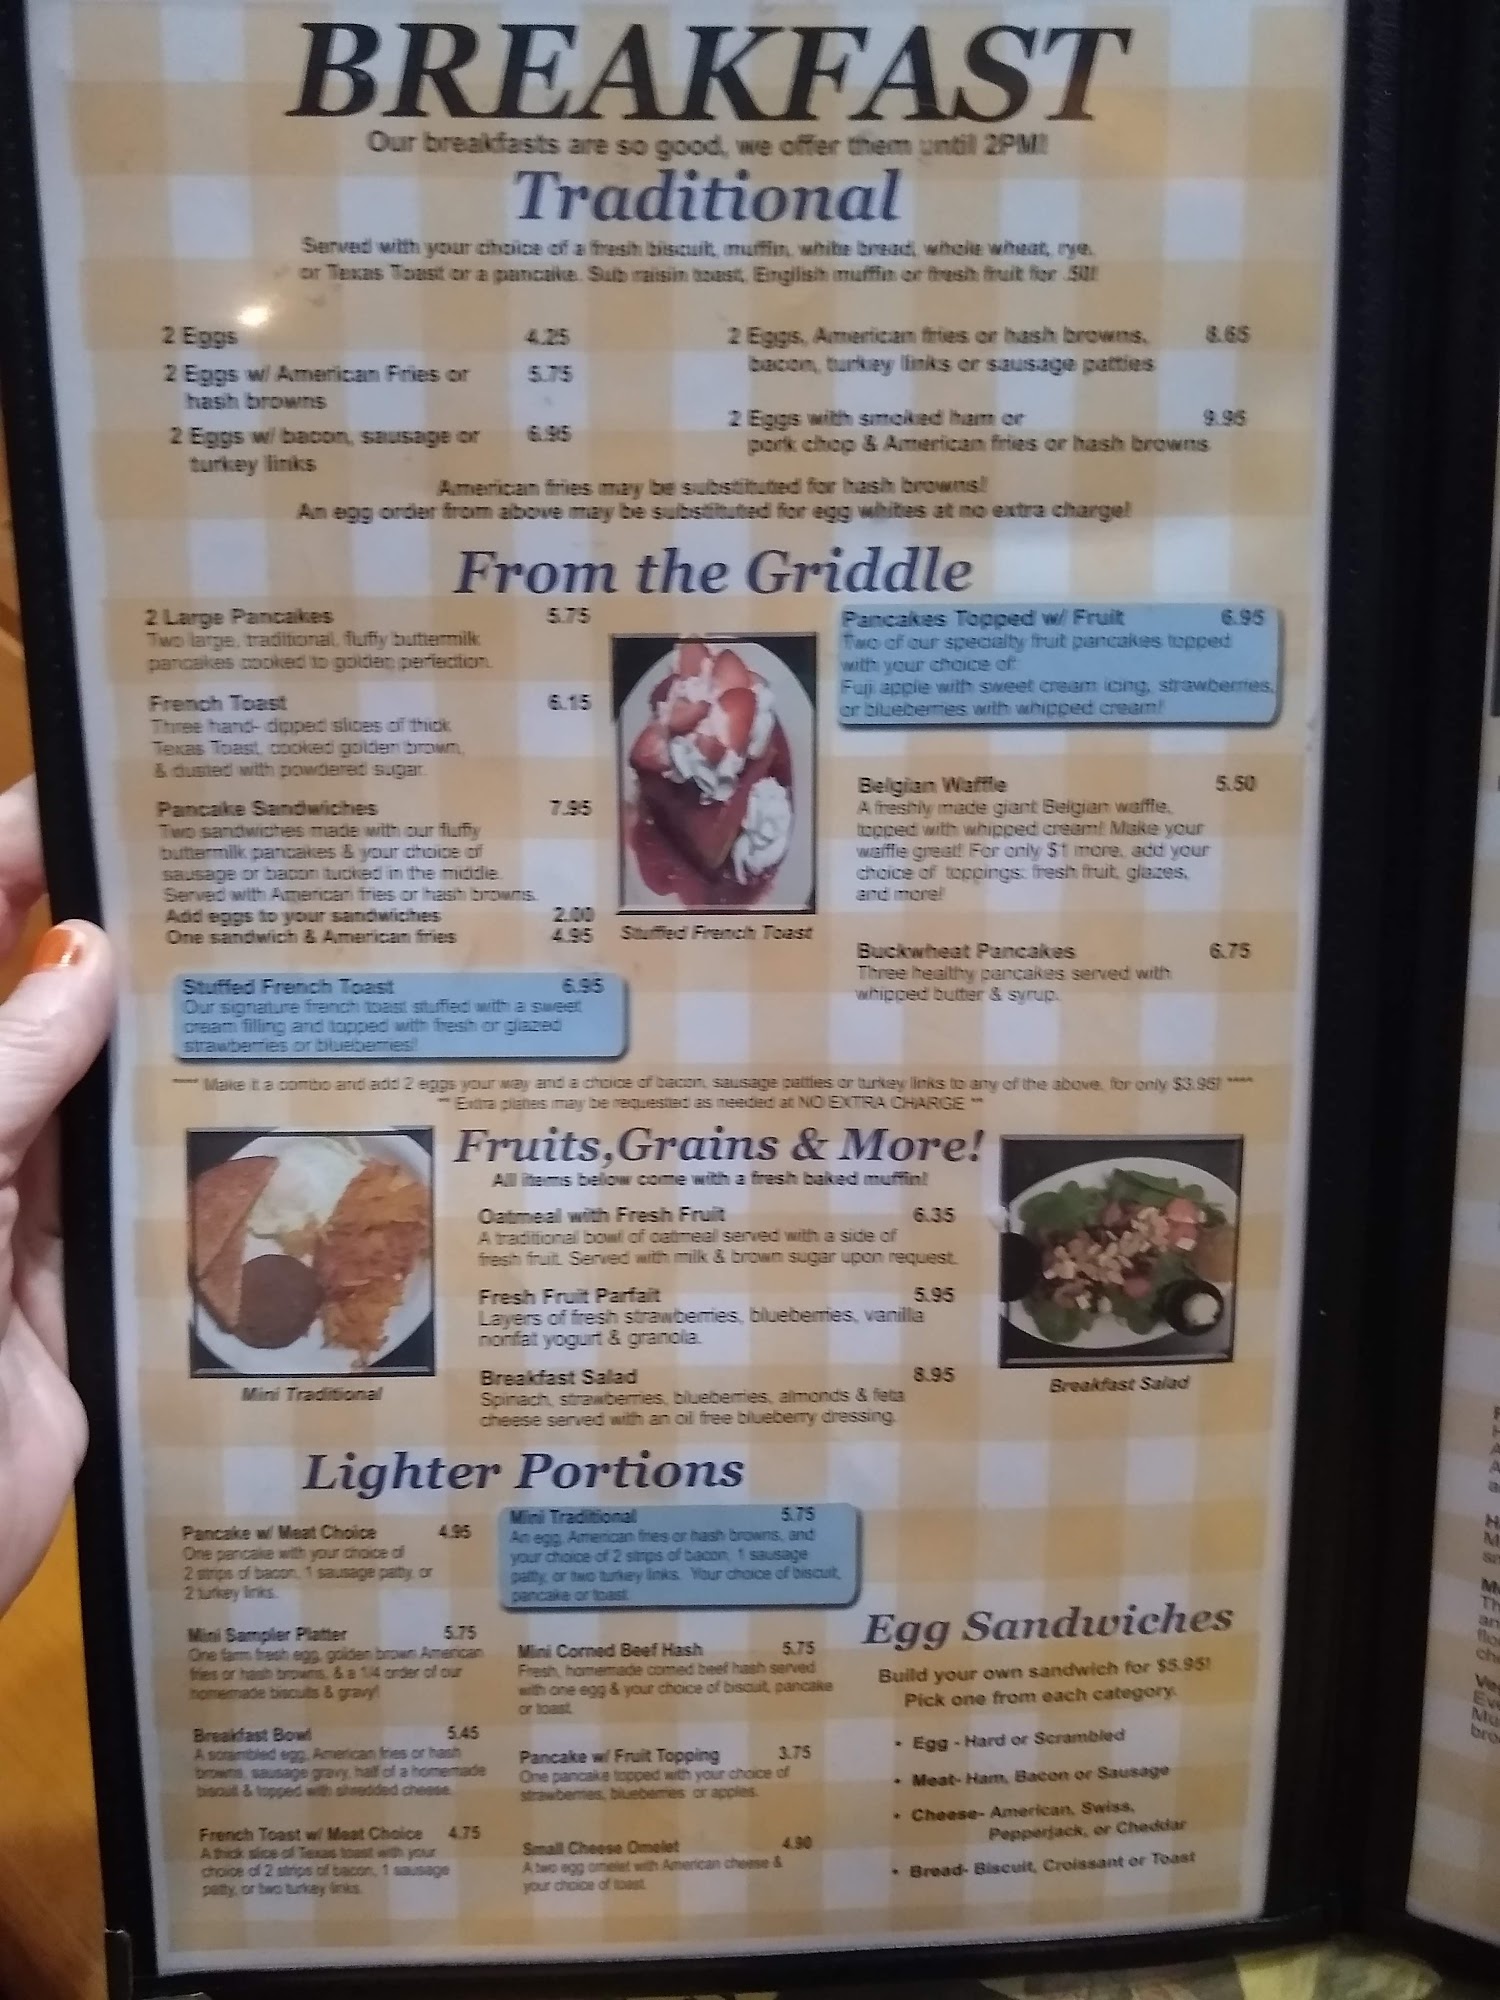 BREAKFAST
Our breakfasts are so good, we offer them until 2PM!
Traditional
Served with your choice of a fresh biscuit, muffin, white bread, whole wheat, rye,
or Texas Toast or a pancake. Sub raisin toast, English muffin or fresh fruit for .50!
2 Eggs 4.25
2 Eggs w/ American Fries or 5.75
hash browns
2 Eggs w/ bacon, sausage or 6.95
turkey links
2 Eggs, American fries or hash browns, 8.65
bacon, turkey links or sausage patties
2 Eggs with smoked ham or 9.95
pork chop & American fries or hash browns
American fries may be substituted for hash browns!
An egg order from above may be substituted for egg whites at no extra charge!
From the Griddle
2 Large Pancakes 5.75
Two large, traditional, fluffy buttermilk
pancakes cooked to golden perfection.
French Toast 6.15
Three hand- dipped slices of thick
Texas Toast, cooked golden brown,
& dusted with powdered sugar.
Pancake Sandwiches 7.95
Two sandwiches made with our fluffy
buttermilk pancakes & your choice of
sausage or bacon tucked in the middle.
Served with American fries or hash browns.
Add eggs to your sandwiches 2.00
One sandwich & American fries 4.95
Stuffed French Toast 6.95
Our signature french toast stuffed with a sweet
cream filling and topped with fresh or glazed
strawberries or blueberries!
Stuffed French Toast
Pancakes Topped w/ Fruit 6.95
Two of our specialty fruit pancakes topped
with your choice of:
Fuji apple with sweet cream icing, strawberries,
or blueberries with whipped cream!
Belgian Waffle 5.50
A freshly made giant Belgian waffle,
topped with whipped cream! Make your
waffle great! For only $1 more, add your
choice of toppings: fresh fruit, glazes,
and more!
Buckwheat Pancakes 6.75
Three healthy pancakes served with
whipped butter & syrup.
**** Make it a combo and add 2 eggs your way and a choice of bacon, sausage patties or turkey links to any of the above, for only $3.95! ****
** Extra plates may be requested as needed at NO EXTRA CHARGE **
Fruits,Grains & More!
All items below come with a fresh baked muffin!
Oatmeal with Fresh Fruit 6.35
A traditional bowl of oatmeal served with a side of
fresh fruit. Served with milk & brown sugar upon request.
Fresh Fruit Parfait 5.95
Layers of fresh strawberries, blueberries, vanilla
nonfat yogurt & granola.
Breakfast Salad 8.95
Spinach, strawberries, blueberries, almonds & feta
cheese served with an oil free blueberry dressing.
Mini Traditional
Breakfast Salad
Lighter Portions
Pancake w/ Meat Choice 4.95
One pancake with your choice of
2 strips of bacon, 1 sausage patty, or
2 turkey links.
Mini Sampler Platter 5.75
One farm fresh egg, golden brown American
fries or hash browns, & a 1/4 order of our
homemade biscuits & gravy!
Breakfast Bowl 5.45
A scrambled egg, American fries or hash
browns, sausage gravy, half of a homemade
biscuit & topped with shredded cheese.
French Toast w/ Meat Choice 4.75
A thick slice of Texas toast with your
choice of 2 strips of bacon, 1 sausage
patty, or two turkey links.
Mini Traditional 5.75
An egg, American fries or hash browns, and
your choice of 2 strips of bacon, 1 sausage
patty, or two turkey links. Your choice of biscuit,
pancake or toast.
Mini Corned Beef Hash 5.75
Fresh, homemade corned beef hash served
with one egg & your choice of biscuit, pancake
or toast.
Pancake w/ Fruit Topping 3.75
One pancake topped with your choice of
strawberries, blueberries or apples.
Small Cheese Omelet 4.90
A two egg omelet with American cheese &
your choice of toast.
Egg Sandwiches
Build your own sandwich for $5.95!
Pick one from each category.
• Egg - Hard or Scrambled
• Meat- Ham, Bacon or Sausage
• Cheese- American, Swiss,
Pepperjack, or Cheddar
• Bread- Biscuit, Croissant or Toast